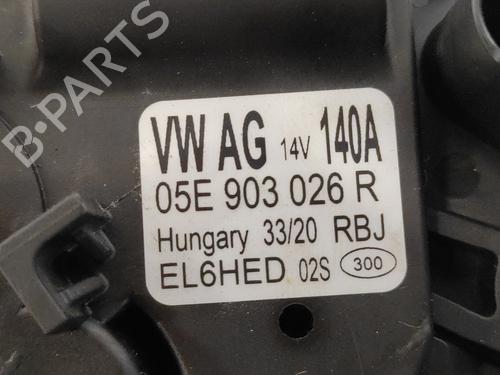 B-PARTS
VW AG 14V 140A
05E 903 026 R
Hungary 33/20 RBJ
EL6HED 02S 300